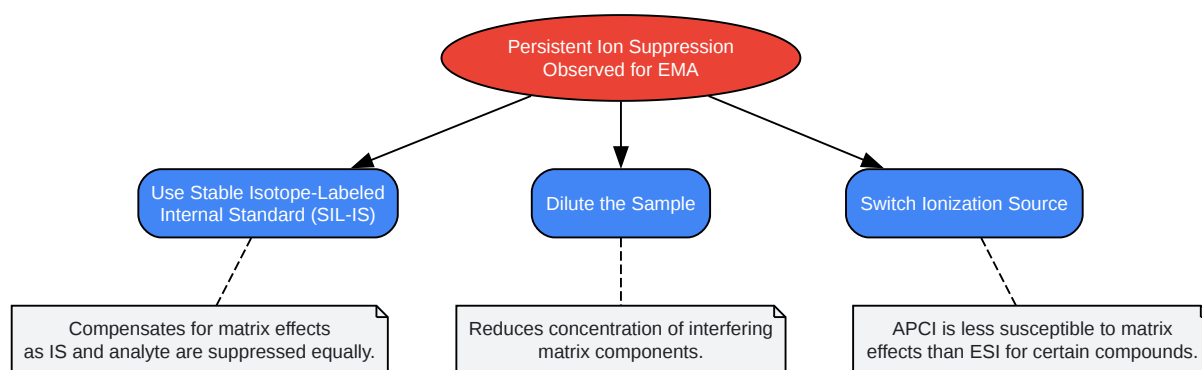 Persistent Ion Suppression
Observed for EMA
Use Stable Isotope-Labeled
Internal Standard (SIL-IS)
Dilute the Sample
Switch Ionization Source
Compensates for matrix effects
as IS and analyte are suppressed equally.
Reduces concentration of interfering
matrix components.
APCI is less susceptible to matrix
effects than ESI for certain compounds.